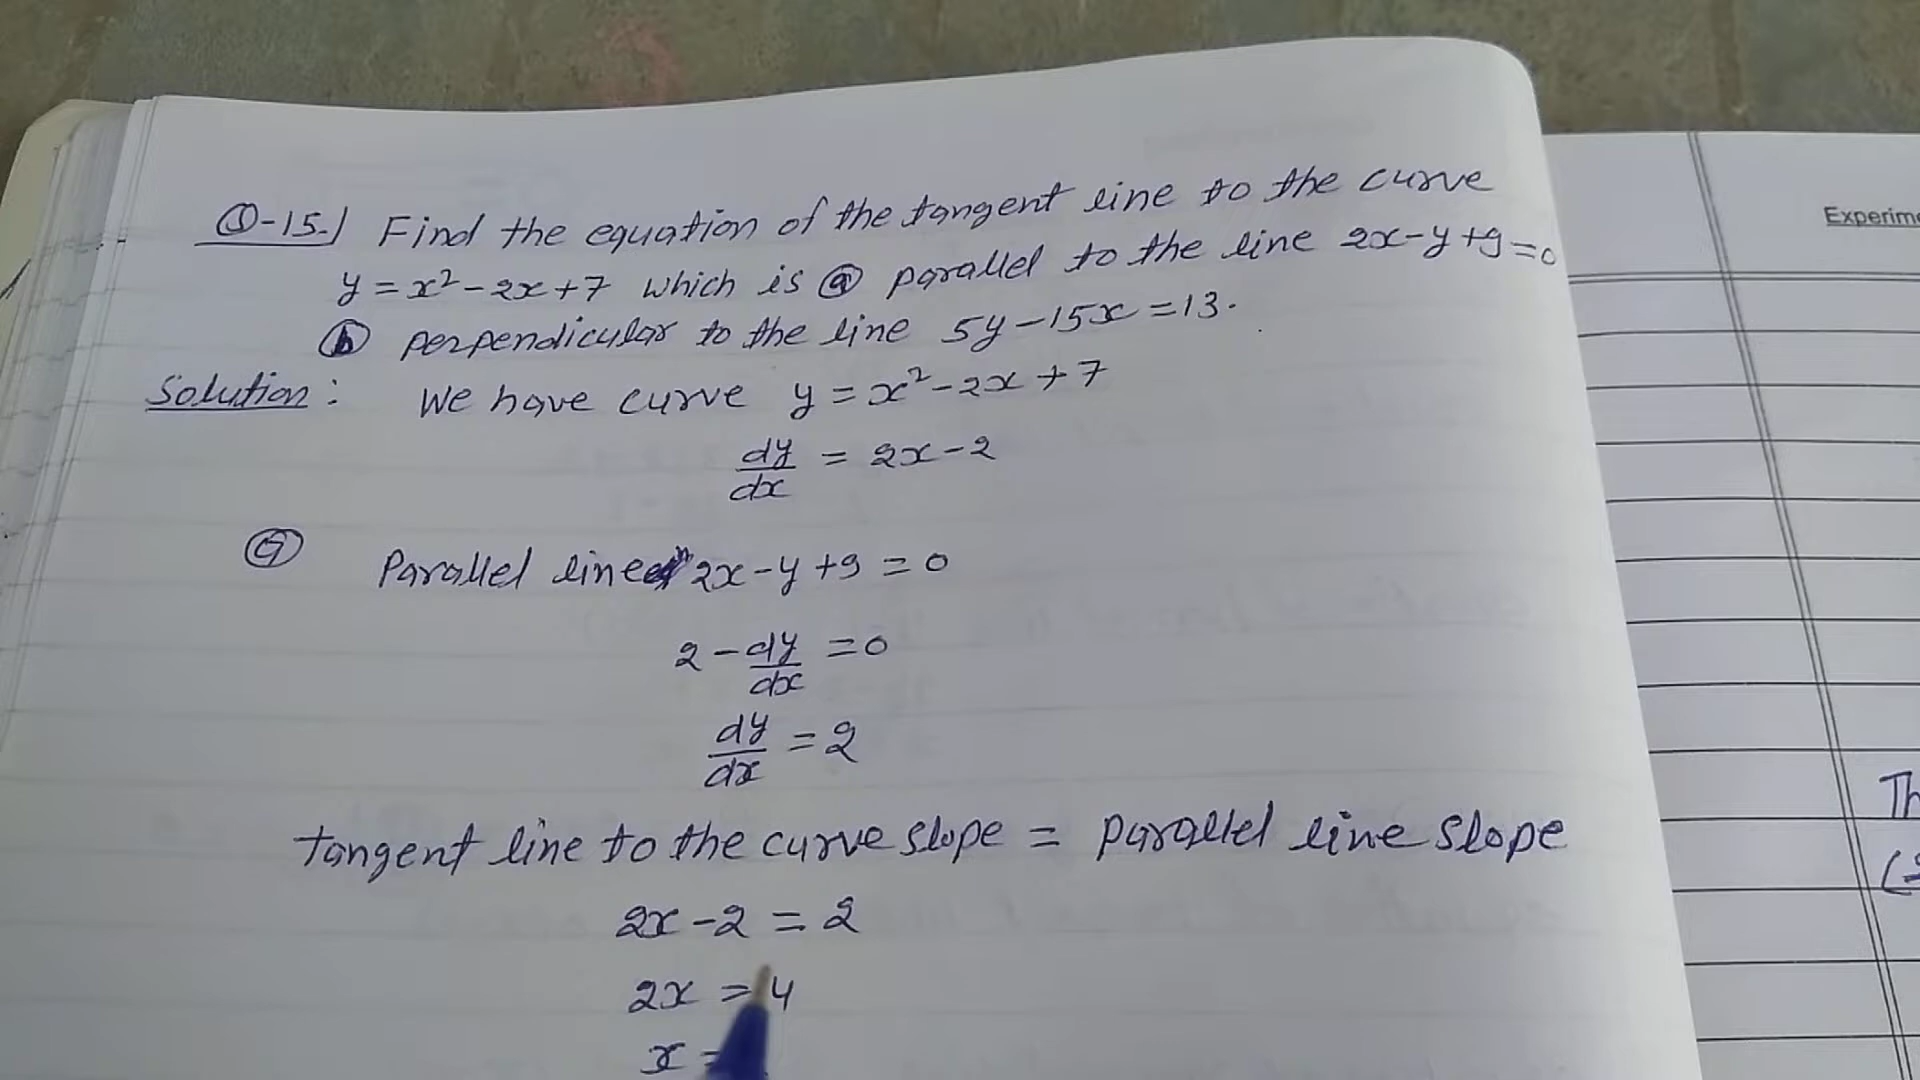 Q-15.) Find the equation of the tangent line to the curve
y = x² - 2x + 7 which is ⓐ parallel to the line 2x - y + 9 = 0
ⓑ perpendicular to the line 5y - 15x = 13.
Solution: We have curve y = x² - 2x + 7
dy/dx = 2x - 2
ⓐ Parallel line 2x - y + 9 = 0
2 - dy/dx = 0
dy/dx = 2
tangent line to the curve slope = parallel line slope
2x - 2 = 2
2x = 4
x =